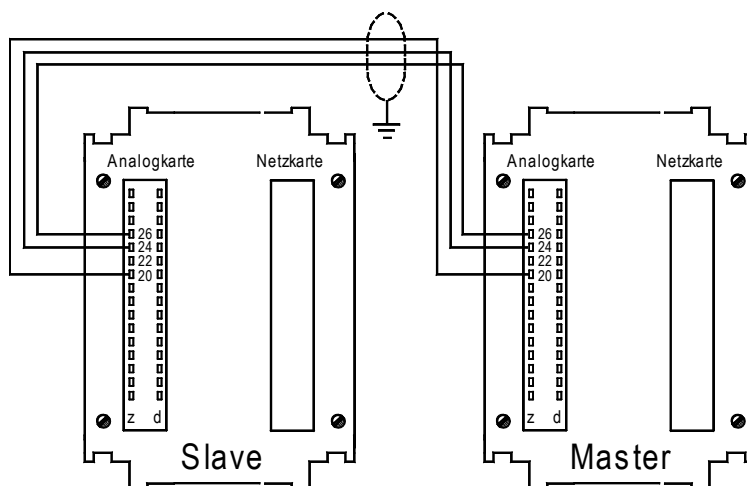 Analogkarte Netzkarte Analogkarte Netzkarte
26 26
24 24
22 22
20 20
z d z d
Slave Master